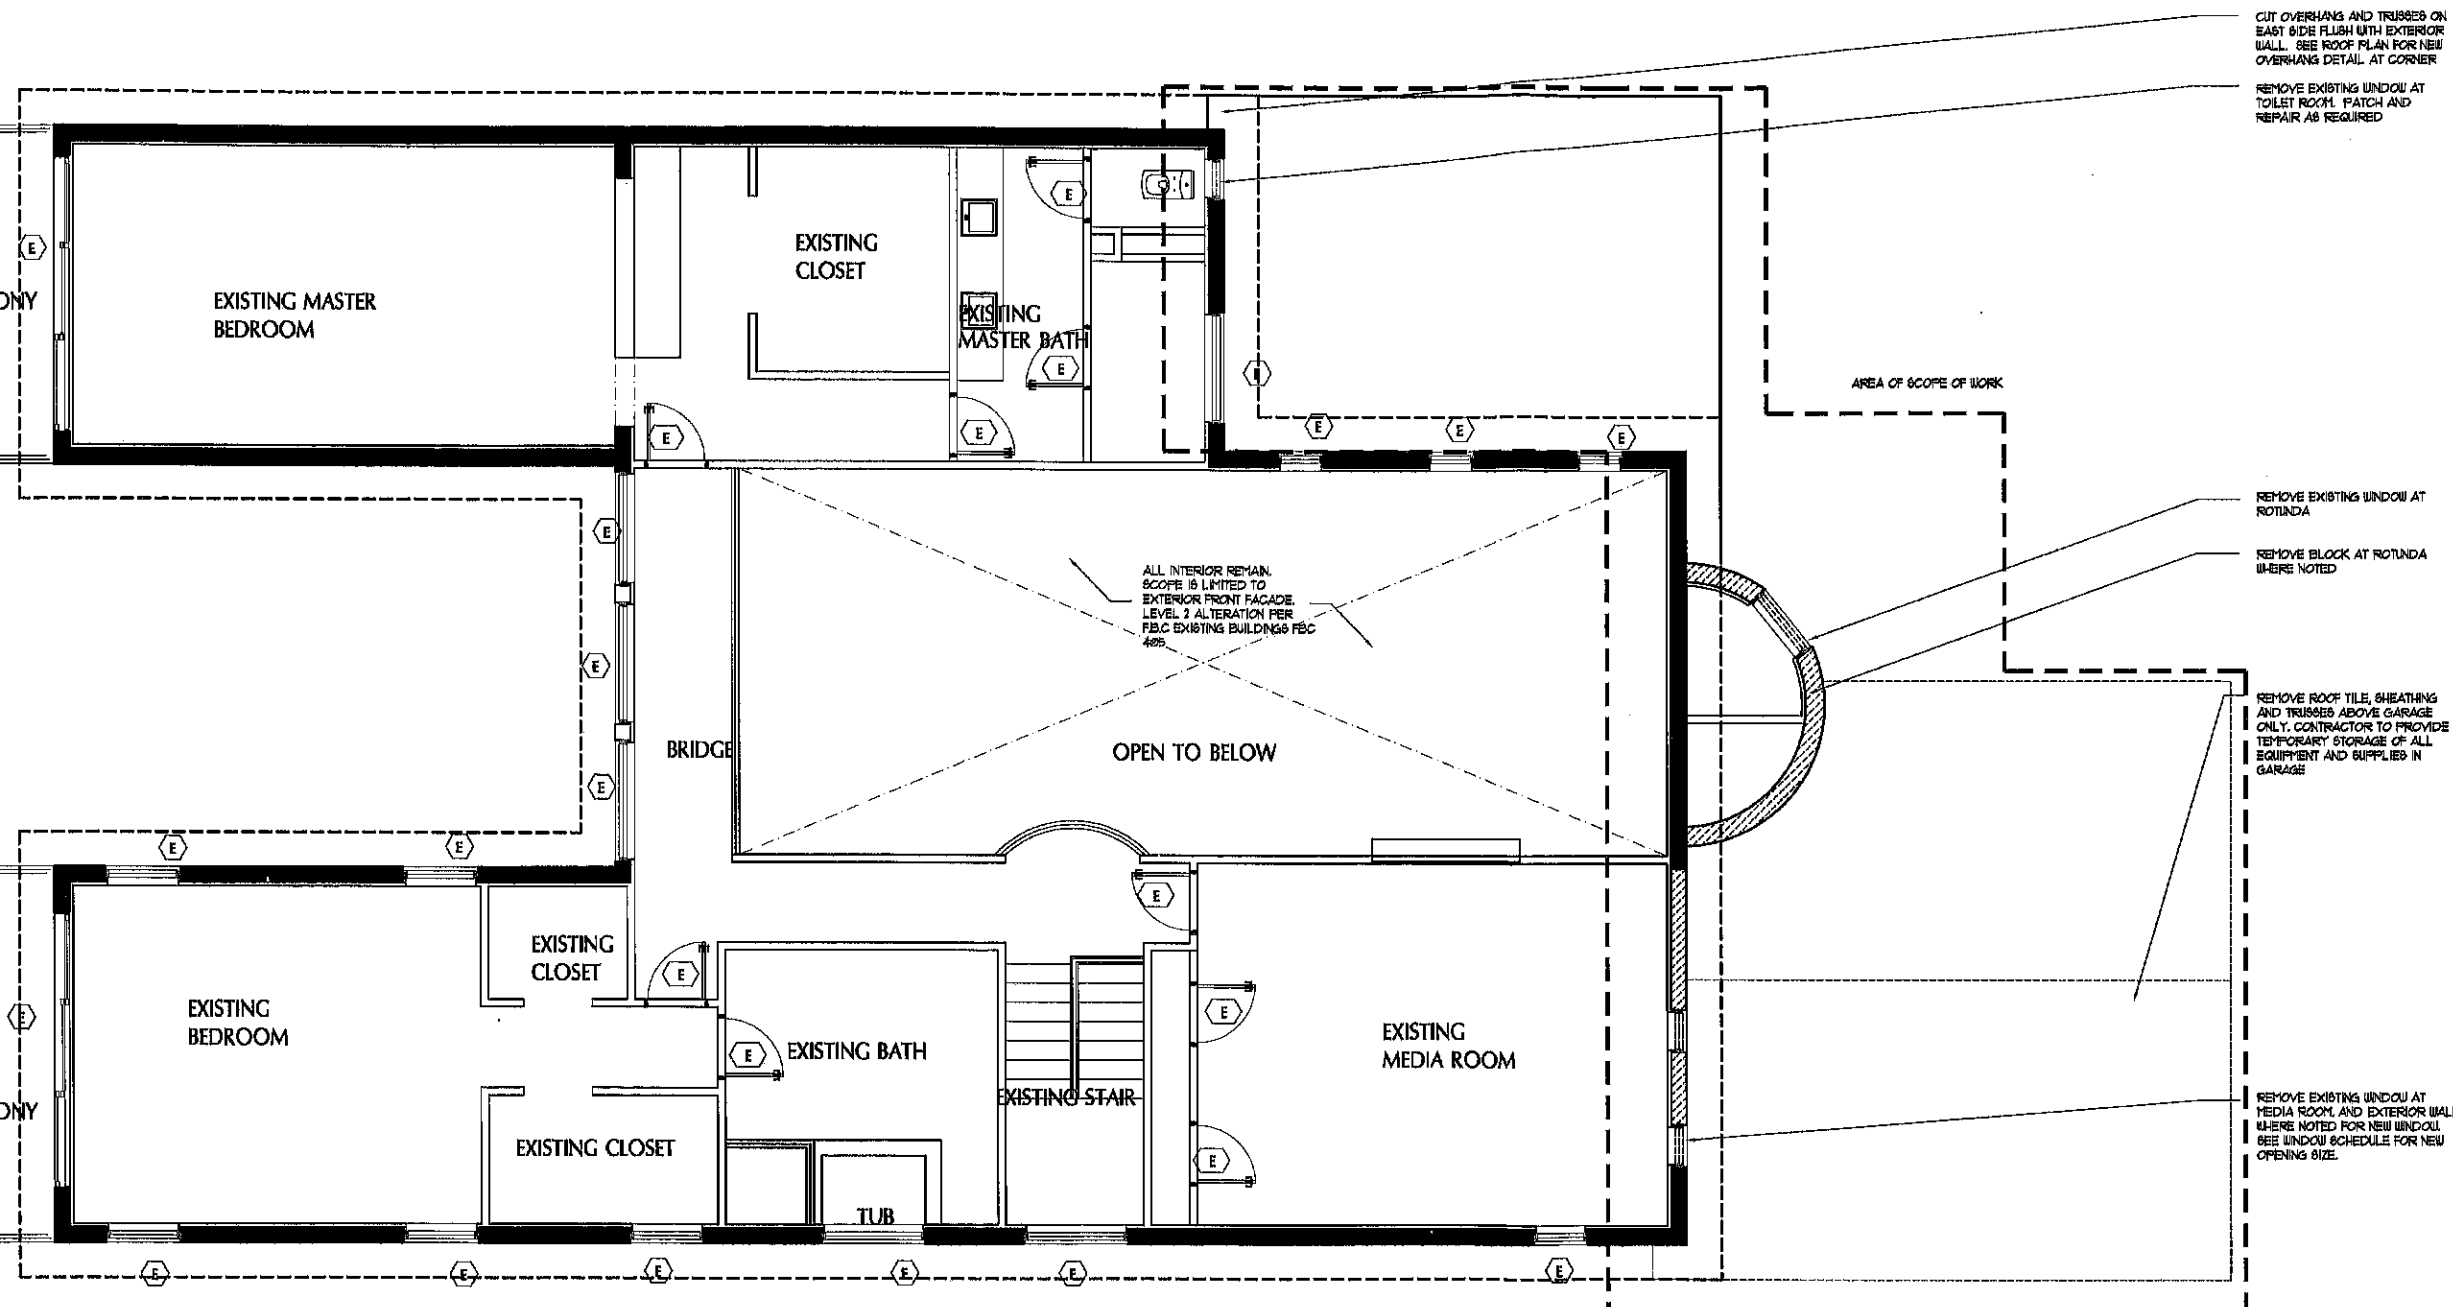 CUT OVERHANG AND TRUSSES ON
EAST SIDE FLUSH WITH EXTERIOR
WALL. SEE ROOF PLAN FOR NEW
OVERHANG DETAIL AT CORNER
REMOVE EXISTING WINDOW AT
TOILET ROOM. PATCH AND
REPAIR AS REQUIRED
E
E
EXISTING
CLOSET
ONY
EXISTING MASTER
BEDROOM
EXISTING
MASTER BATH
E
AREA OF SCOPE OF WORK
E
E
E
E
E
REMOVE EXISTING WINDOW AT
ROTUNDA
E
REMOVE BLOCK AT ROTUNDA
WHERE NOTED
ALL INTERIOR REMAIN.
SCOPE IS LIMITED TO
EXTERIOR FRONT FACADE.
LEVEL 2 ALTERATION PER
F.B.C EXISTING BUILDINGS FBC
405
E
REMOVE ROOF TILE, SHEATHING
AND TRUSSES ABOVE GARAGE
ONLY. CONTRACTOR TO PROVIDE
TEMPORARY STORAGE OF ALL
EQUIPMENT AND SUPPLIES IN
GARAGE
BRIDGE
OPEN TO BELOW
E
E
E
E
EXISTING
CLOSET
E
EXISTING
BEDROOM
E
E
EXISTING
MEDIA ROOM
E
EXISTING BATH
ONY
EXISTING STAIR
REMOVE EXISTING WINDOW AT
MEDIA ROOM, AND EXTERIOR WALL
WHERE NOTED FOR NEW WINDOW.
SEE WINDOW SCHEDULE FOR NEW
OPENING SIZE.
EXISTING CLOSET
E
TUB
E
E
E
E
E
E